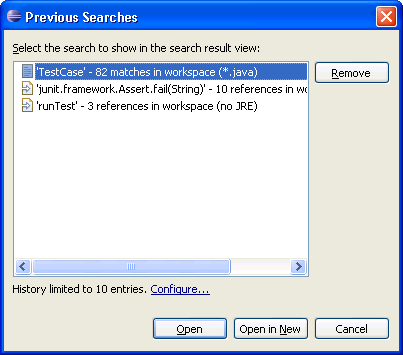 Previous Searches
Select the search to show in the search result view:
'TestCase' - 82 matches in workspace (*.java)
Remove
'junit.framework.Assert.fail(String)' - 10 references in
'runTest' - 3 references in workspace (no JRE)
History limited to 10 entries. Configure...
Open
Open in New
Cancel